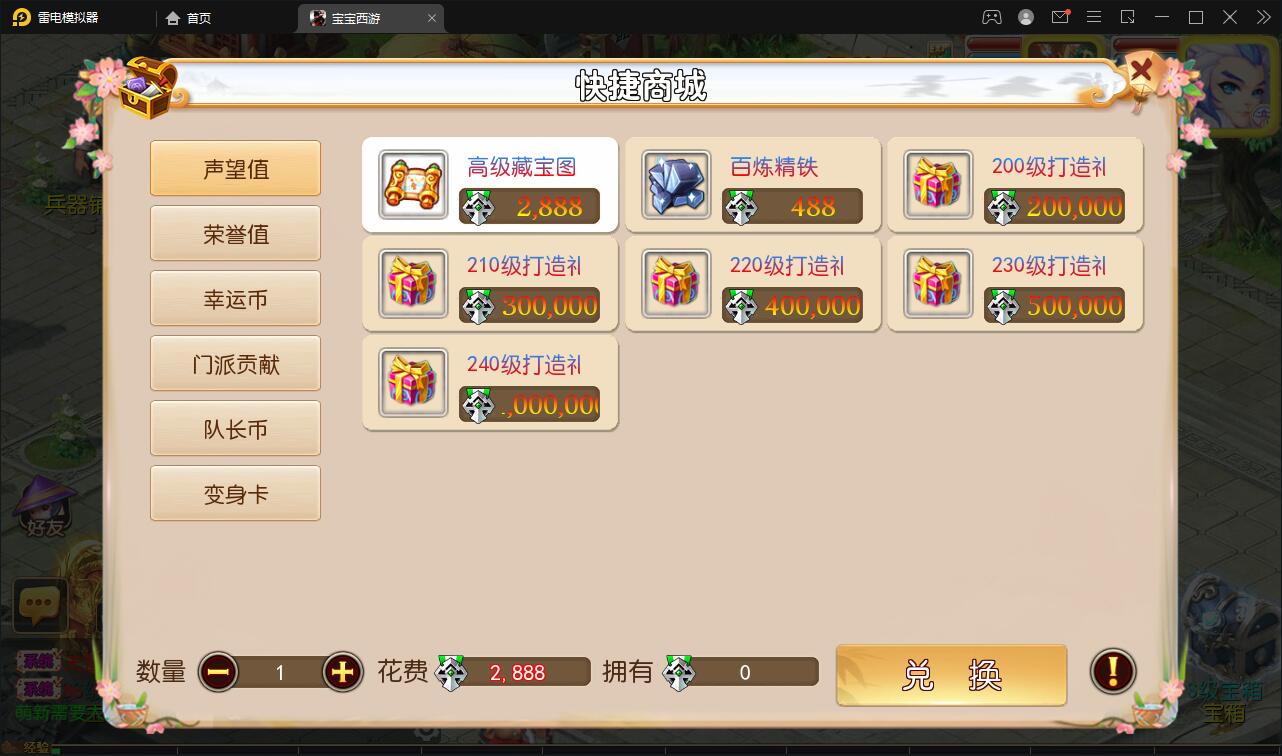 雷电模拟器
首页
宝宝西游
快捷商城
声望值
荣誉值
幸运币
门派贡献
队长币
变身卡
高级藏宝图
2,888
百炼精铁
488
200级打造礼
200,000
210级打造礼
300,000
220级打造礼
400,000
230级打造礼
500,000
240级打造礼
,000,00
数量
1
花费
2,888
拥有
0
兑 换
兵器铺
好友
系统
系统
萌新需要
S级宝箱
宝箱
经验